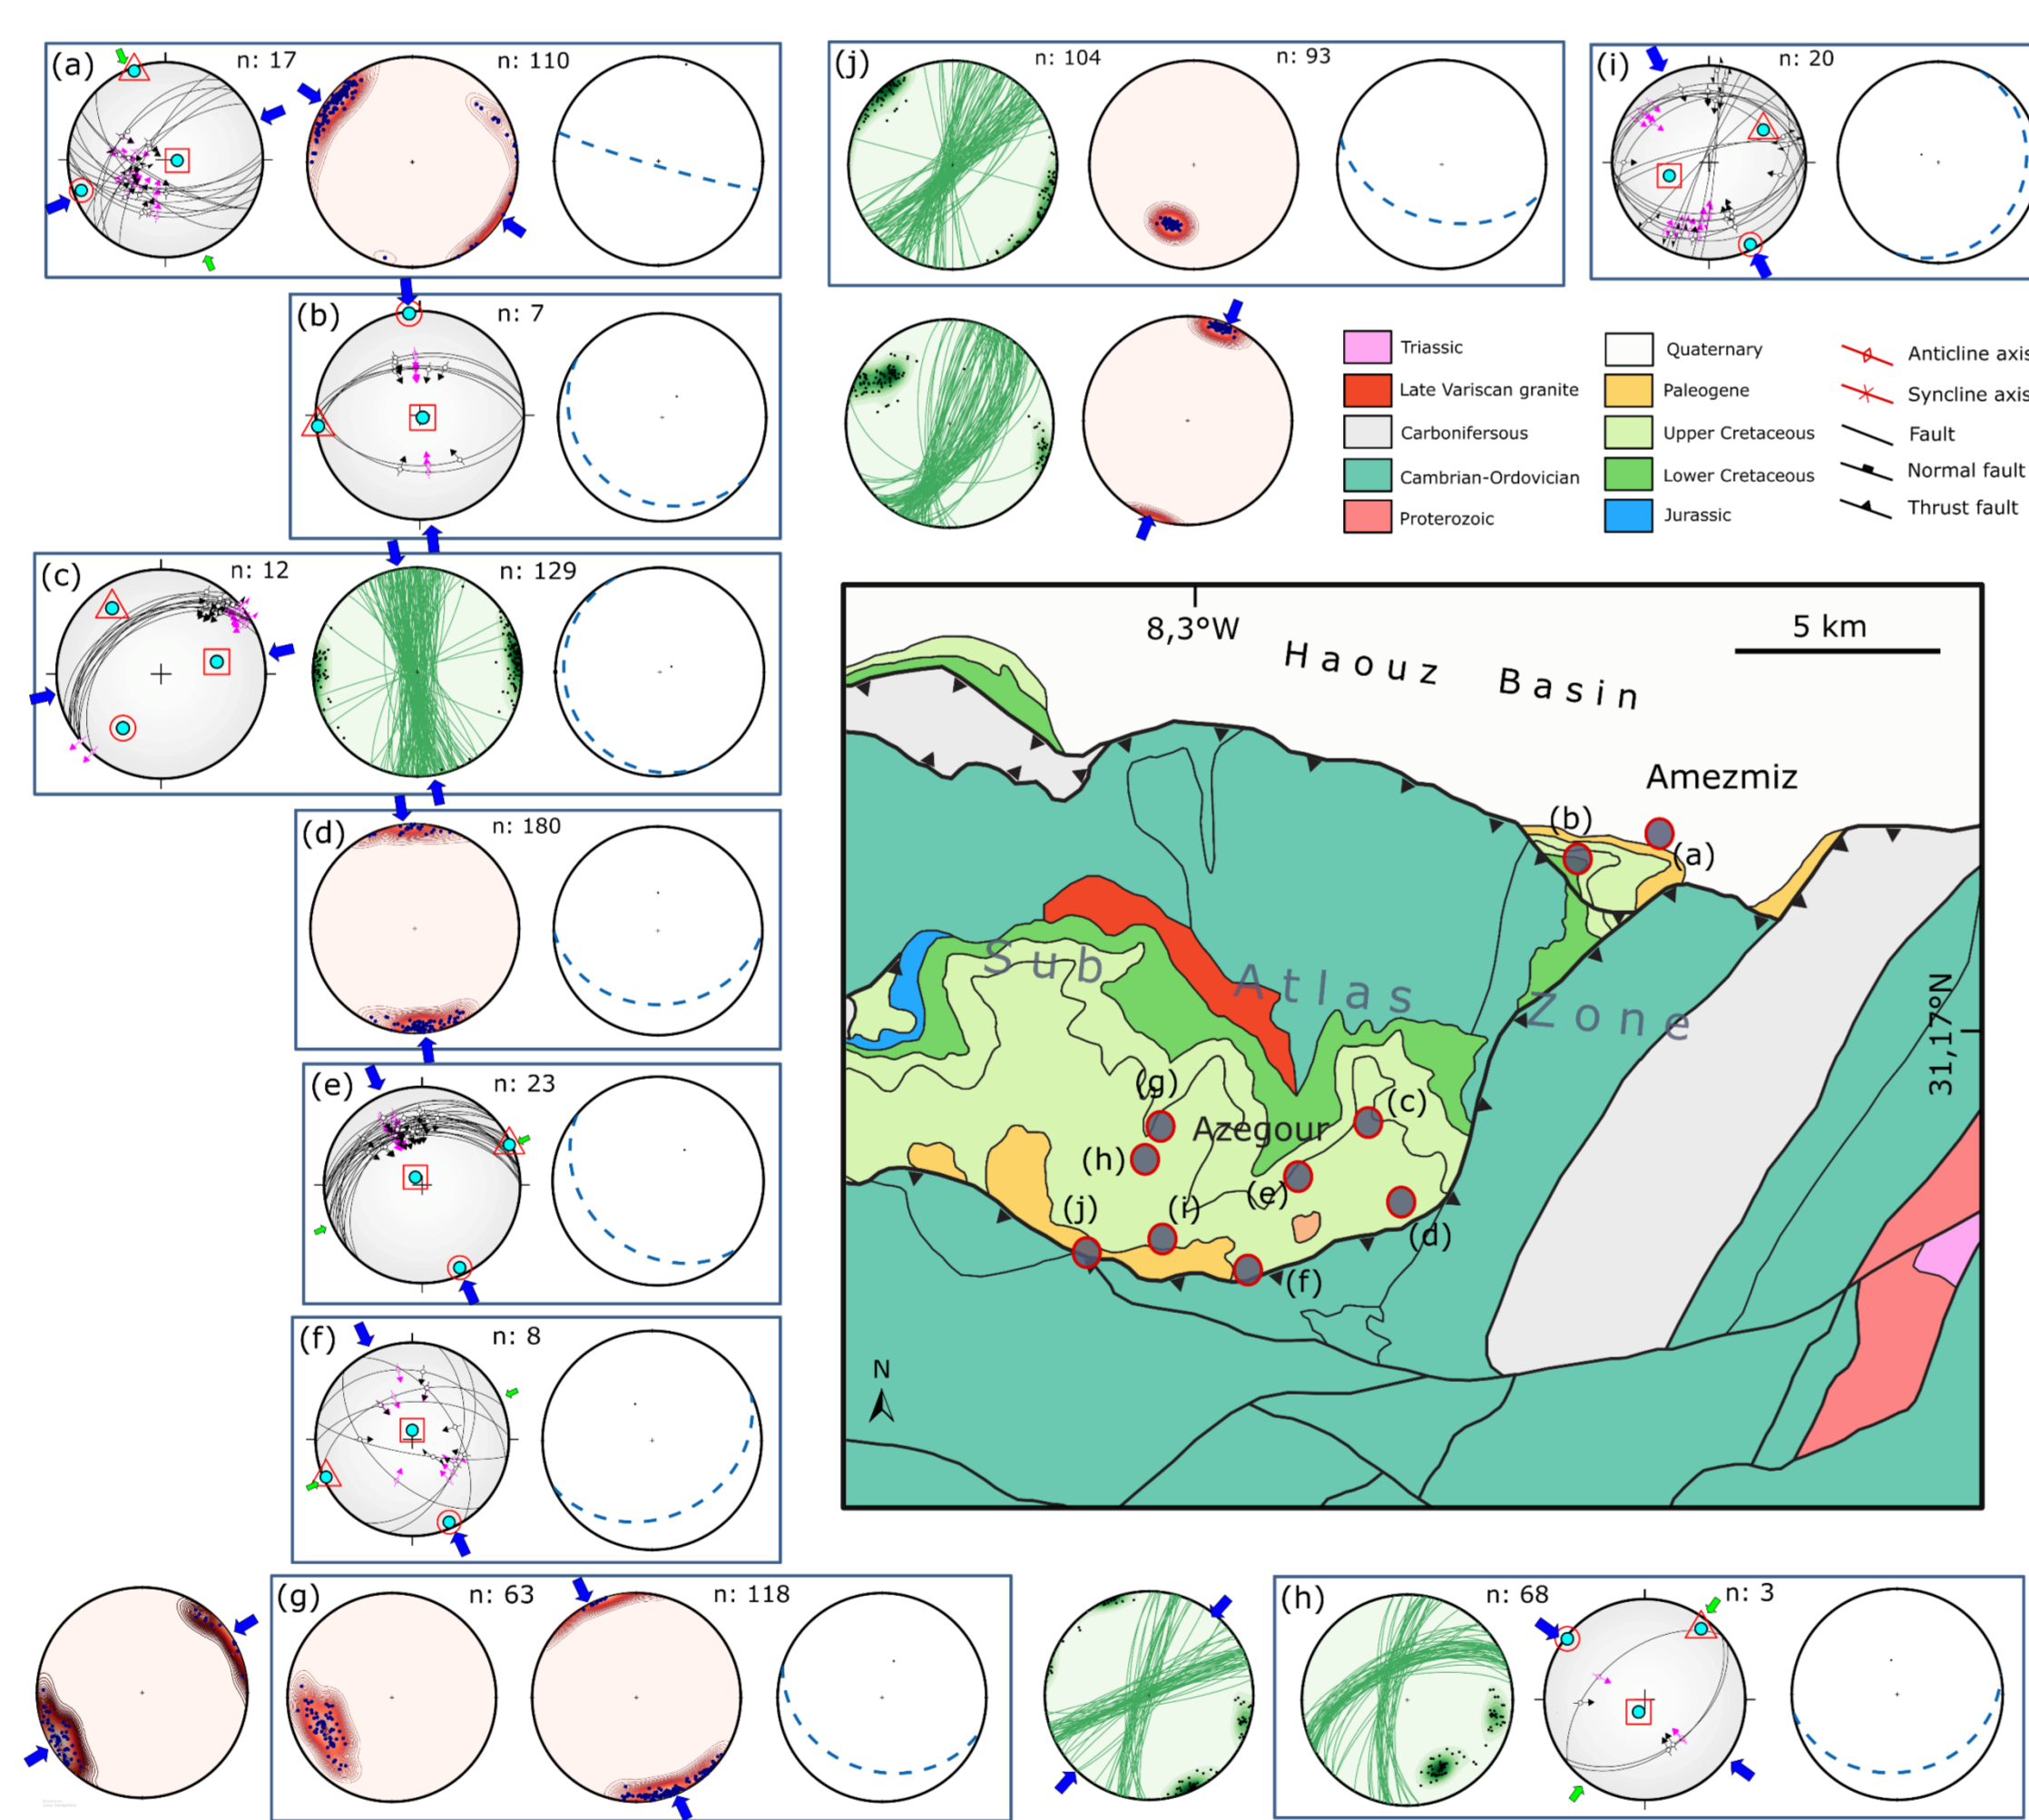 (a)
n: 17
n: 110
(j)
n: 104
n: 93
(i)
n: 20
(b)
n: 7
Triassic
Late Variscan granite
Carbonifersous
Cambrian-Ordovician
Proterozoic
Quaternary
Paleogene
Upper Cretaceous
Lower Cretaceous
Jurassic
Anticline axis
Syncline axis
Fault
Normal fault
Thrust fault
(c)
n: 12
n: 129
8,3°W
5 km
Haouz Basin
Amezmiz
(b)
(a)
Sub Atlas Zone
31,17°N
(g)
(c)
Azegour
(h)
(e)
(j)
(i)
(d)
(f)
N
(d)
n: 180
(e)
n: 23
(f)
n: 8
(g)
n: 63
n: 118
(h)
n: 68
n: 3